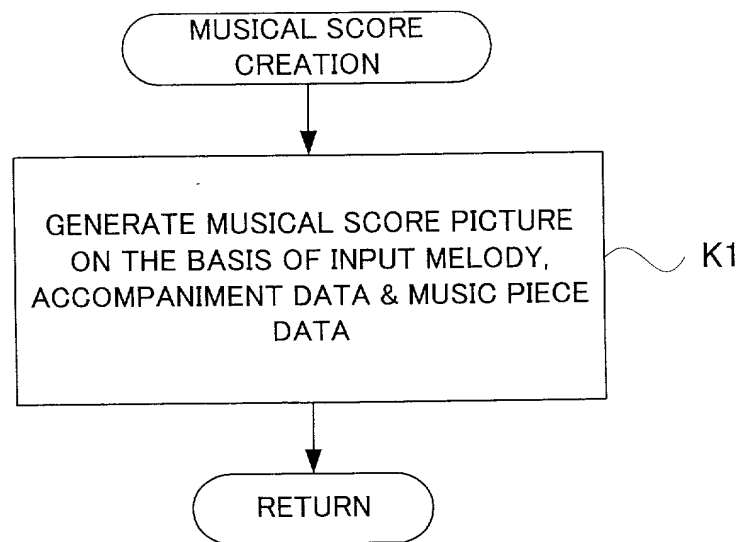 MUSICAL SCORE
CREATION
GENERATE MUSICAL SCORE PICTURE
ON THE BASIS OF INPUT MELODY,
ACCOMPANIMENT DATA & MUSIC PIECE
DATA
K1
RETURN